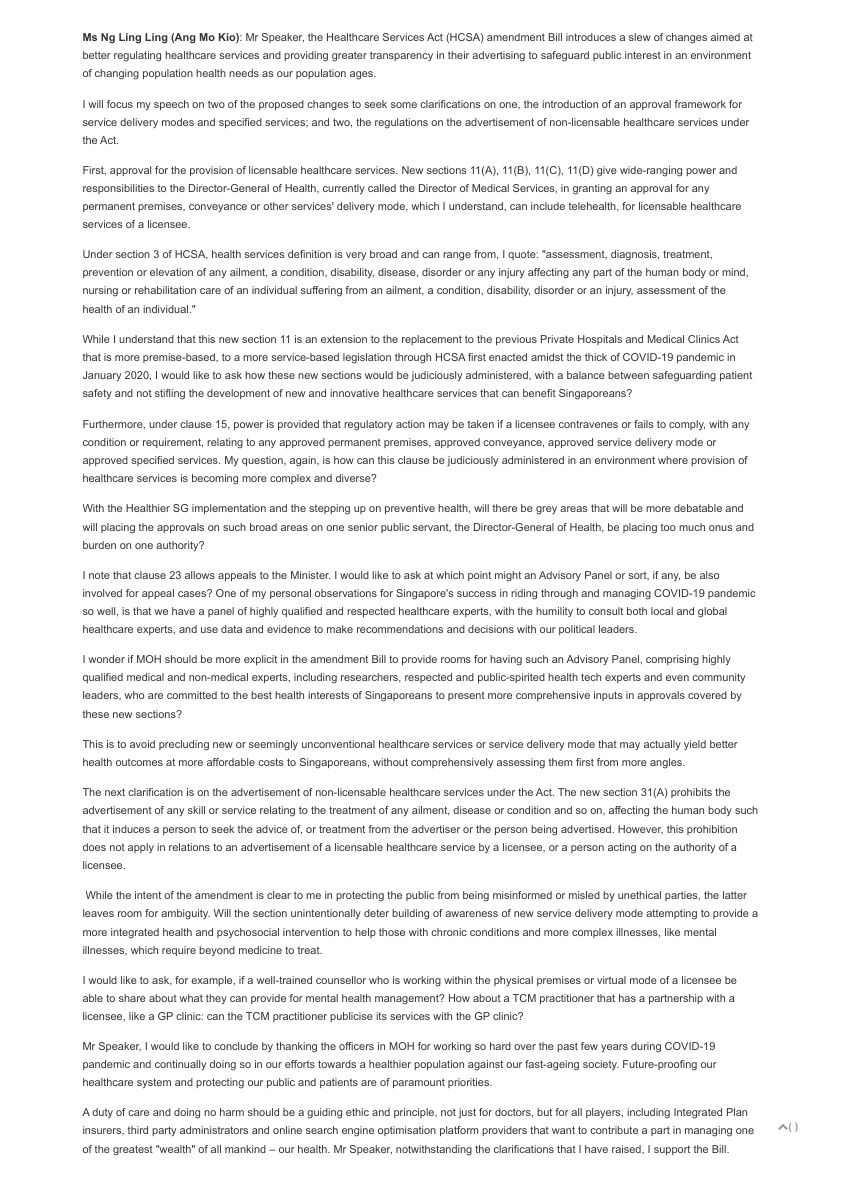 Ms Ng Ling Ling (Ang Mo Kio): Mr Speaker, the Healthcare Services Act (HCSA) amendment Bill introduces a slew of changes aimed at
better regulating healthcare services and providing greater transparency in their advertising to safeguard public interest in an environment
of changing population health needs as our population ages.
I will focus my speech on two of the proposed changes to seek some clarifications on one, the introduction of an approval framework for
service delivery modes and specified services; and two, the regulations on the advertisement of non-licensable healthcare services under
the Act.
First, approval for the provision of licensable healthcare services. New sections 11(A), 11(B), 11(C), 11(D) give wide-ranging power and
responsibilities to the Director-General of Health, currently called the Director of Medical Services, in granting an approval for any
permanent premises, conveyance or other services' delivery mode, which I understand, can include telehealth, for licensable healthcare
services of a licensee.
Under section 3 of HCSA, health services definition is very broad and can range from, I quote: "assessment, diagnosis, treatment,
prevention or elevation of any ailment, a condition, disability, disease, disorder or any injury affecting any part of the human body or mind,
nursing or rehabilitation care of an individual suffering from an ailment, a condition, disability, disorder or an injury, assessment of the
health of an individual."
While I understand that this new section 11 is an extension to the replacement to the previous Private Hospitals and Medical Clinics Act
that is more premise-based, to a more service-based legislation through HCSA first enacted amidst the thick of COVID-19 pandemic in
January 2020, I would like to ask how these new sections would be judiciously administered, with a balance between safeguarding patient
safety and not stifling the development of new and innovative healthcare services that can benefit Singaporeans?
Furthermore, under clause 15, power is provided that regulatory action may be taken if a licensee contravenes or fails to comply, with any
condition or requirement, relating to any approved permanent premises, approved conveyance, approved service delivery mode or
approved specified services. My question, again, is how can this clause be judiciously administered in an environment where provision of
healthcare services is becoming more complex and diverse?
With the Healthier SG implementation and the stepping up on preventive health, will there be grey areas that will be more debatable and
will placing the approvals on such broad areas on one senior public servant, the Director-General of Health, be placing too much onus and
burden on one authority?
I note that clause 23 allows appeals to the Minister. I would like to ask at which point might an Advisory Panel or sort, if any, be also
involved for appeal cases? One of my personal observations for Singapore's success in riding through and managing COVID-19 pandemic
so well, is that we have a panel of highly qualified and respected healthcare experts, with the humility to consult both local and global
healthcare experts, and use data and evidence to make recommendations and decisions with our political leaders.
I wonder if MOH should be more explicit in the amendment Bill to provide rooms for having such an Advisory Panel, comprising highly
qualified medical and non-medical experts, including researchers, respected and public-spirited health tech experts and even community
leaders, who are committed to the best health interests of Singaporeans to present more comprehensive inputs in approvals covered by
these new sections?
This is to avoid precluding new or seemingly unconventional healthcare services or service delivery mode that may actually yield better
health outcomes at more affordable costs to Singaporeans, without comprehensively assessing them first from more angles.
The next clarification is on the advertisement of non-licensable healthcare services under the Act. The new section 31(A) prohibits the
advertisement of any skill or service relating to the treatment of any ailment, disease or condition and so on, affecting the human body such
that it induces a person to seek the advice of, or treatment from the advertiser or the person being advertised. However, this prohibition
does not apply in relations to an advertisement of a licensable healthcare service by a licensee, or a person acting on the authority of a
licensee.
While the intent of the amendment is clear to me in protecting the public from being misinformed or misled by unethical parties, the latter
leaves room for ambiguity. Will the section unintentionally deter building of awareness of new service delivery mode attempting to provide a
more integrated health and psychosocial intervention to help those with chronic conditions and more complex illnesses, like mental
illnesses, which require beyond medicine to treat.
I would like to ask, for example, if a well-trained counsellor who is working within the physical premises or virtual mode of a licensee be
able to share about what they can provide for mental health management? How about a TCM practitioner that has a partnership with a
licensee, like a GP clinic: can the TCM practitioner publicise its services with the GP clinic?
Mr Speaker, I would like to conclude by thanking the officers in MOH for working so hard over the past few years during COVID-19
pandemic and continually doing so in our efforts towards a healthier population against our fast-ageing society. Future-proofing our
healthcare system and protecting our public and patients are of paramount priorities.
A duty of care and doing no harm should be a guiding ethic and principle, not just for doctors, but for all players, including Integrated Plan
insurers, third party administrators and online search engine optimisation platform providers that want to contribute a part in managing one
of the greatest "wealth" of all mankind – our health. Mr Speaker, notwithstanding the clarifications that I have raised, I support the Bill.
( )